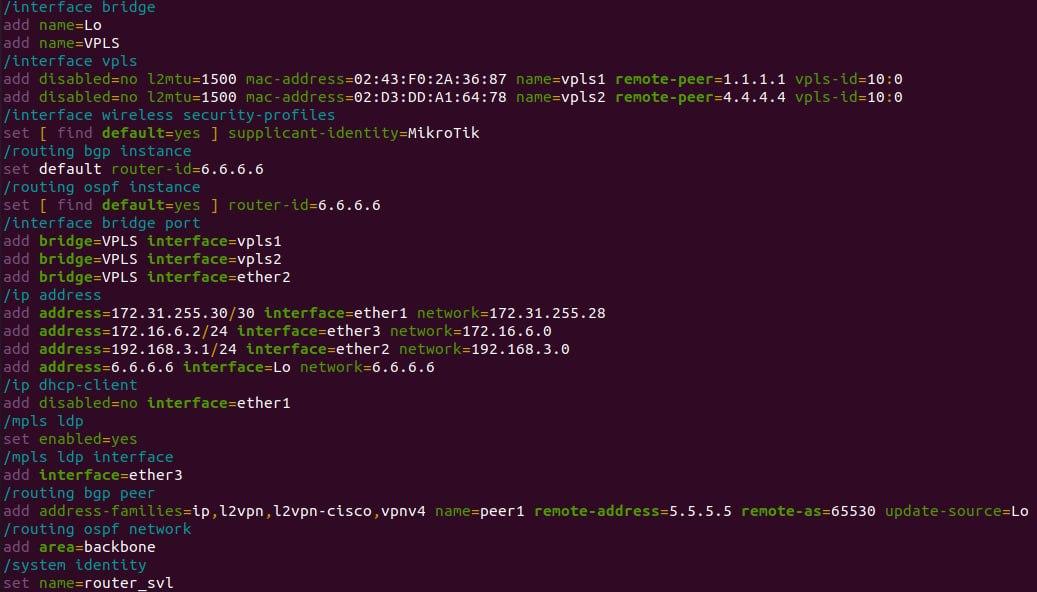 /interface bridge
add name=Lo
add name=VPLS
/interface vpls
add disabled=no l2mtu=1500 mac-address=02:43:F0:2A:36:87 name=vpls1 remote-peer=1.1.1.1 vpls-id=10:0
add disabled=no l2mtu=1500 mac-address=02:D3:DD:A1:64:78 name=vpls2 remote-peer=4.4.4.4 vpls-id=10:0
/interface wireless security-profiles
set [ find default=yes ] supplicant-identity=MikroTik
/routing bgp instance
set default router-id=6.6.6.6
/routing ospf instance
set [ find default=yes ] router-id=6.6.6.6
/interface bridge port
add bridge=VPLS interface=vpls1
add bridge=VPLS interface=vpls2
add bridge=VPLS interface=ether2
/ip address
add address=172.31.255.30/30 interface=ether1 network=172.31.255.28
add address=172.16.6.2/24 interface=ether3 network=172.16.6.0
add address=192.168.3.1/24 interface=ether2 network=192.168.3.0
add address=6.6.6.6 interface=Lo network=6.6.6.6
/ip dhcp-client
add disabled=no interface=ether1
/mpls ldp
set enabled=yes
/mpls ldp interface
add interface=ether3
/routing bgp peer
add address-families=ip,l2vpn,l2vpn-cisco,vpnv4 name=peer1 remote-address=5.5.5.5 remote-as=65530 update-source=Lo
/routing ospf network
add area=backbone
/system identity
set name=router_svl